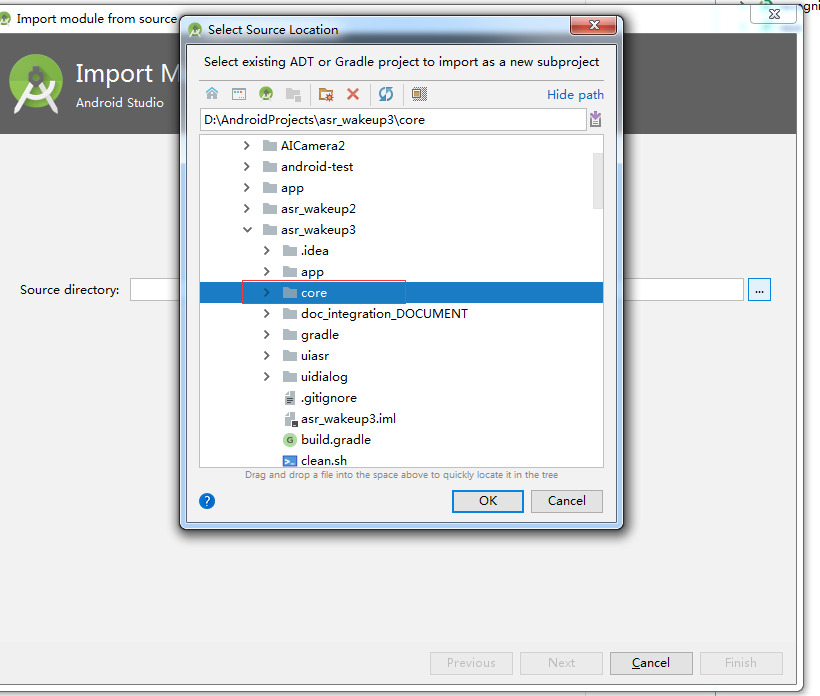 Import module from source
Select Source Location
Select existing ADT or Gradle project to import as a new subproject
Import M
Android Studio
Hide path
D:\AndroidProjects\asr_wakeup3\core
AICamera2
android-test
app
asr_wakeup2
asr_wakeup3
.idea
app
Source directory:
core
...
doc_integration_DOCUMENT
gradle
uiasr
uidialog
.gitignore
asr_wakeup3.iml
G build.gradle
clean.sh
Drag and drop a file into the space above to quickly locate it in the tree
? OK Cancel
Previous Next Cancel Finish